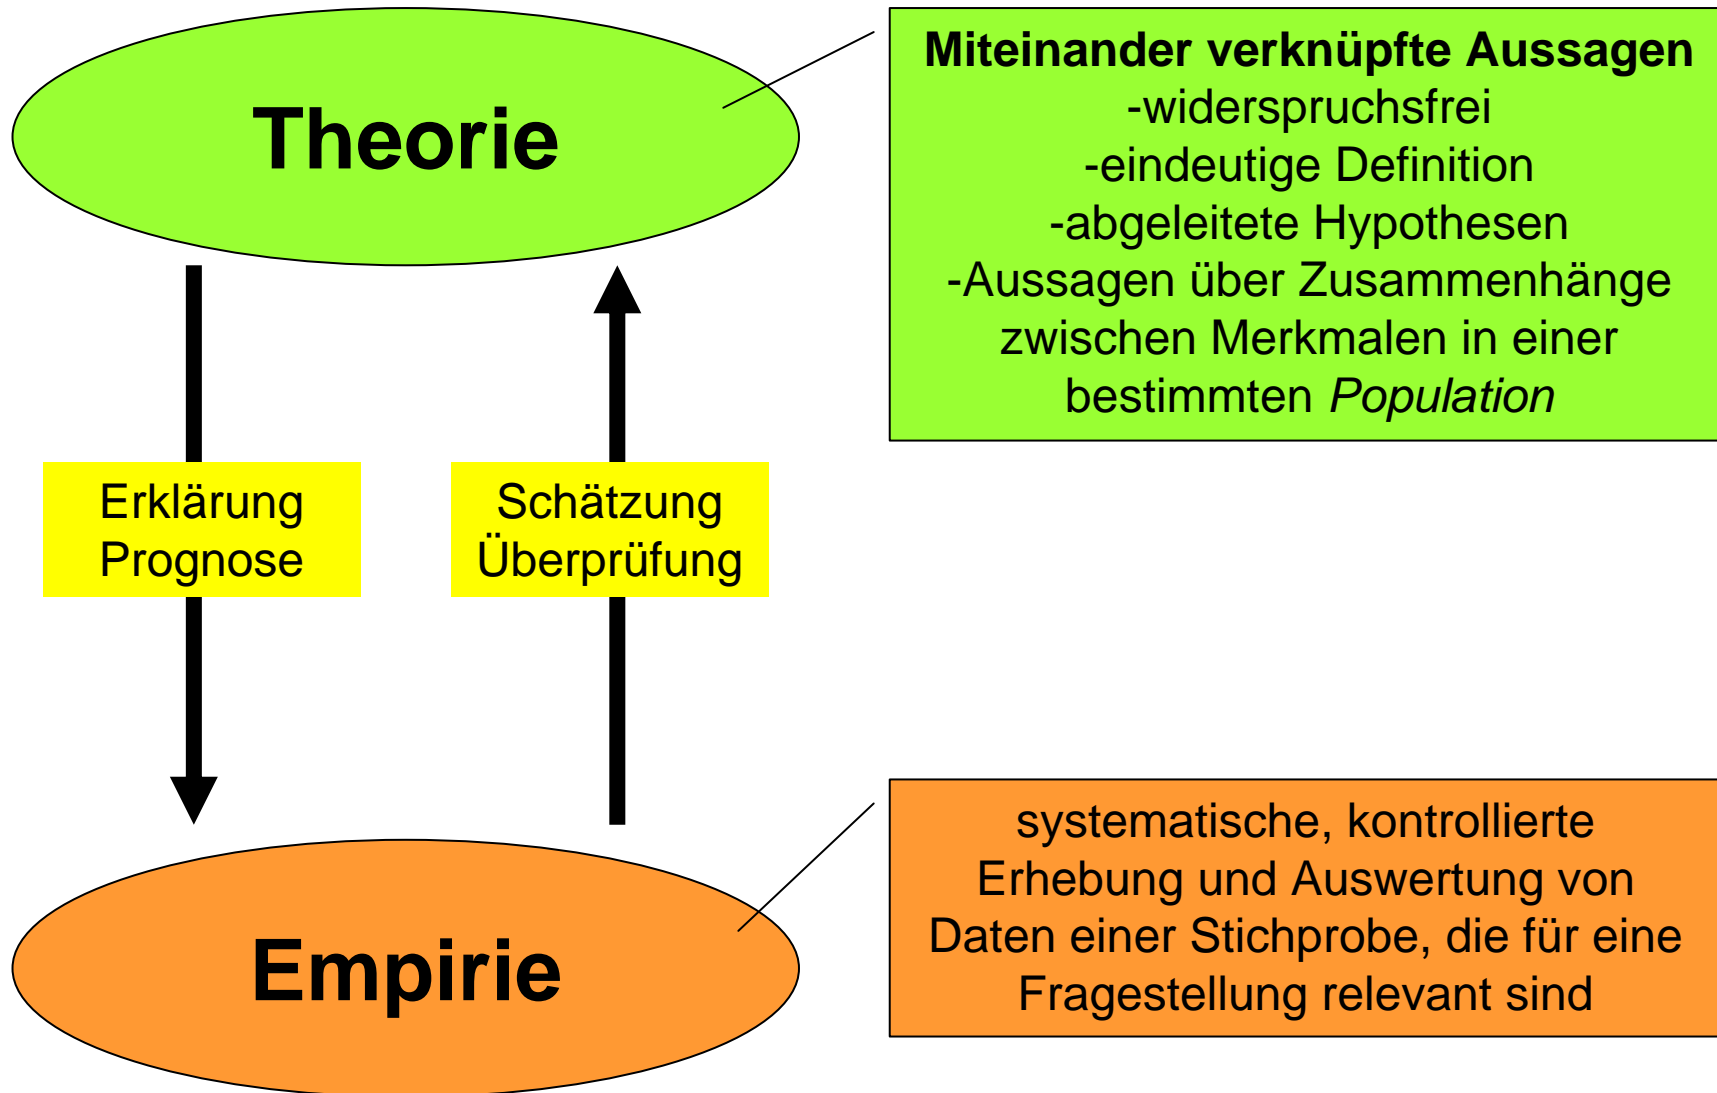 Theorie
Miteinander verknüpfte Aussagen
-widerspruchsfrei
-eindeutige Definition
-abgeleitete Hypothesen
-Aussagen über Zusammenhänge
zwischen Merkmalen in einer
bestimmten Population
Erklärung
Prognose
Schätzung
Überprüfung
Empirie
systematische, kontrollierte
Erhebung und Auswertung von
Daten einer Stichprobe, die für eine
Fragestellung relevant sind